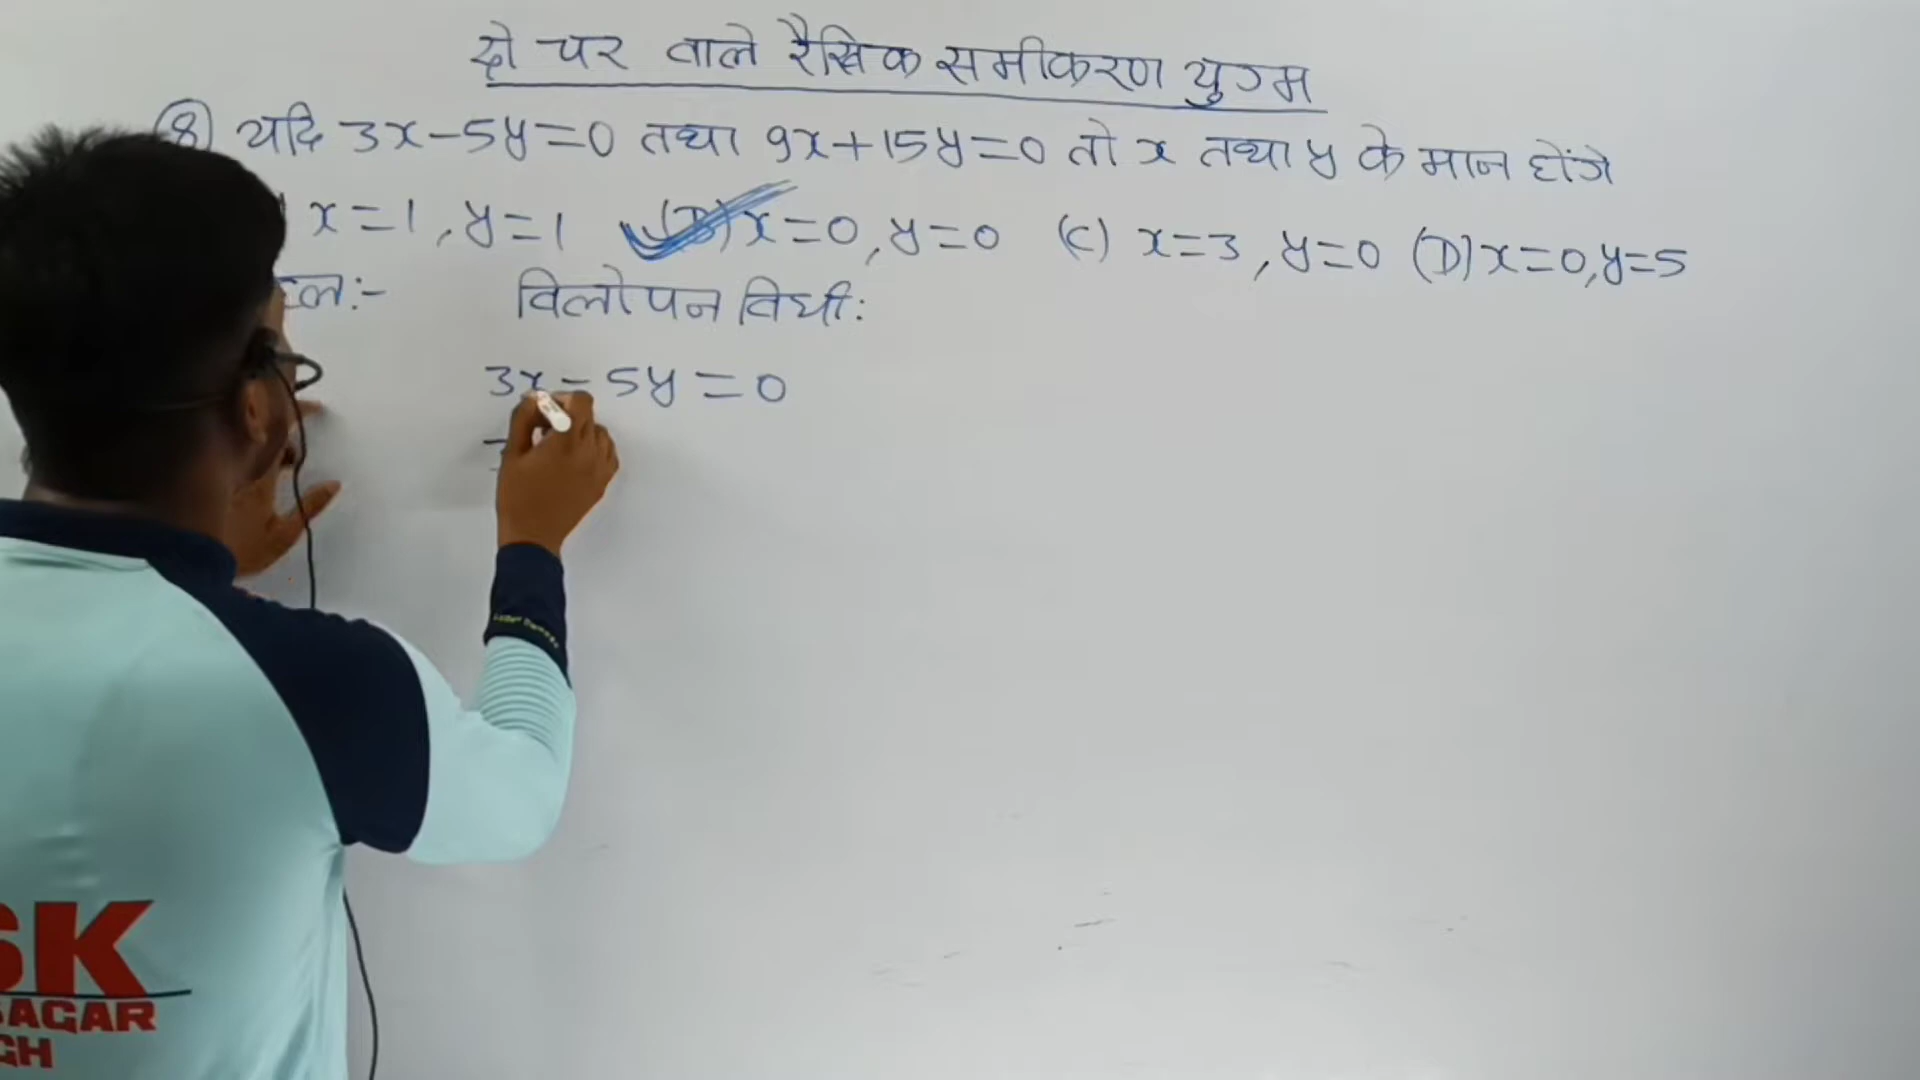 दो चर वाले रैखिक समीकरण युग्म
(8) यदि 3x-5y=0 तथा 9x+15y=0 तो x तथा y के मान होंगे
x=1, y=1 (B) x=0, y=0 (C) x=3, y=0 (D) x=0, y=5
हल:- विलोपन विधी:
3x-5y=0
SK
SAGAR
GH